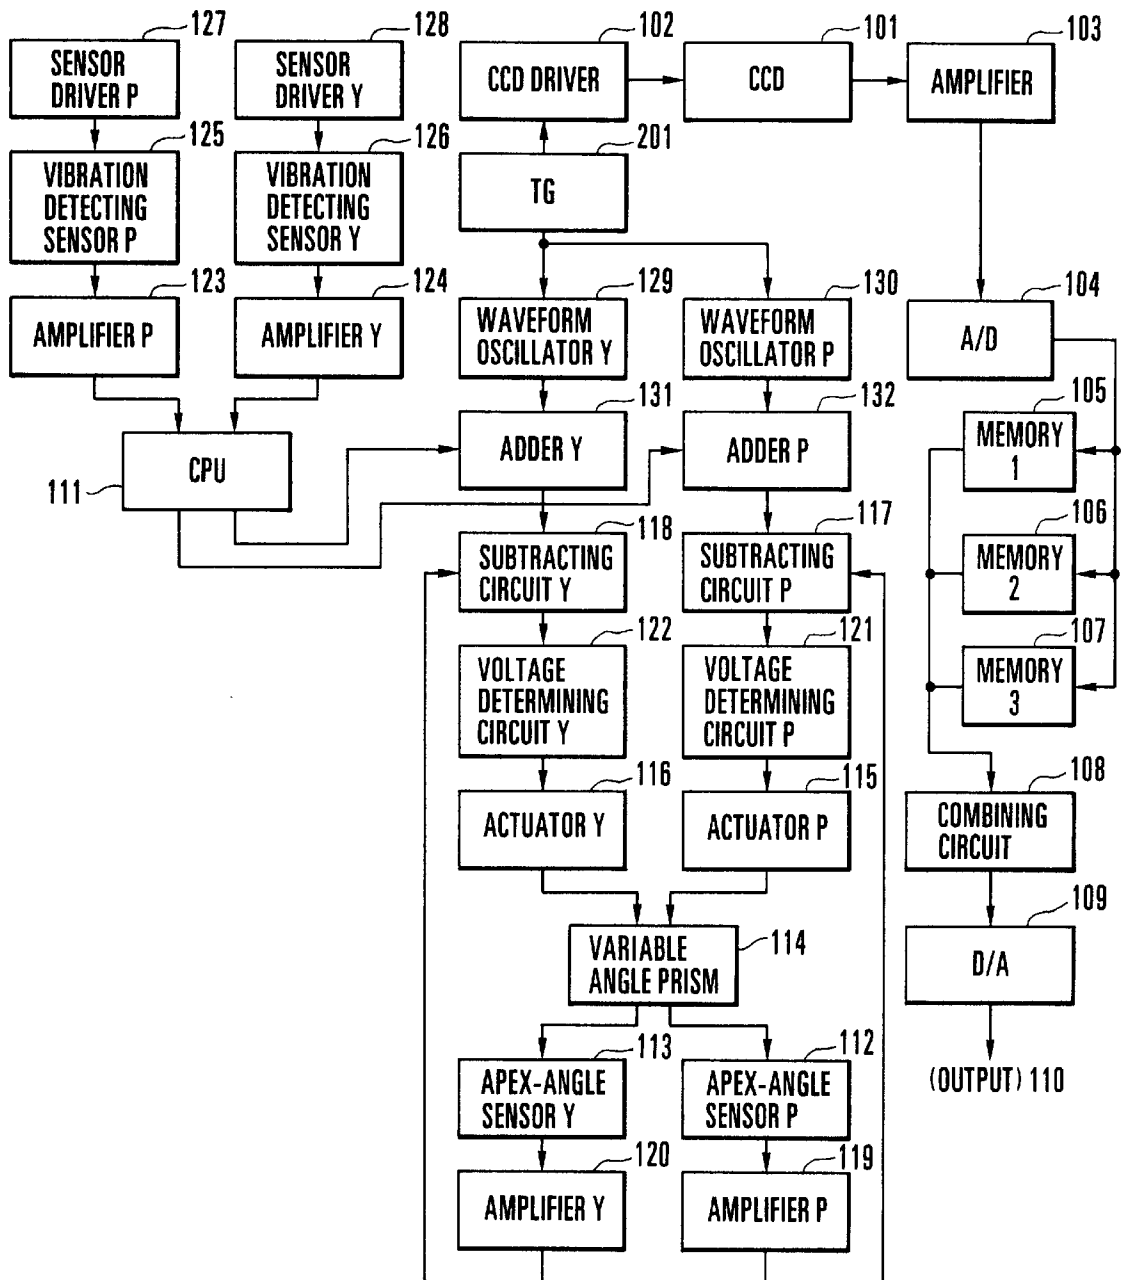 127
128
102
101
103
SENSOR
DRIVER P
SENSOR
DRIVER Y
CCD DRIVER
CCD
AMPLIFIER
125
126
201
VIBRATION
DETECTING
SENSOR P
VIBRATION
DETECTING
SENSOR Y
TG
123
124
129
130
104
AMPLIFIER P
AMPLIFIER Y
WAVEFORM
OSCILLATOR Y
WAVEFORM
OSCILLATOR P
A/D
131
132
105
CPU
111
ADDER Y
ADDER P
MEMORY
1
118
117
106
SUBTRACTING
CIRCUIT Y
SUBTRACTING
CIRCUIT P
MEMORY
2
122
121
107
VOLTAGE
DETERMINING
CIRCUIT Y
VOLTAGE
DETERMINING
CIRCUIT P
MEMORY
3
116
115
108
ACTUATOR Y
ACTUATOR P
COMBINING
CIRCUIT
109
VARIABLE
ANGLE PRISM
114
D/A
113
112
APEX-ANGLE
SENSOR Y
APEX-ANGLE
SENSOR P
(OUTPUT) 110
120
119
AMPLIFIER Y
AMPLIFIER P